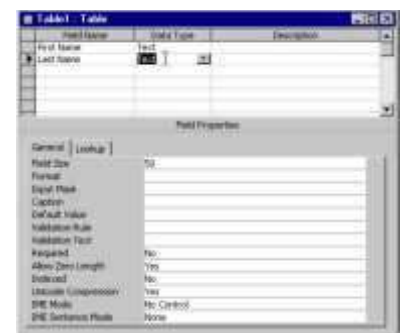 Table1 : Table
Field Name Data Type Description
First Name Text
Last Name Text
Field Properties
General Lookup
Field Size 50
Format
Input Mask
Caption
Default Value
Validation Rule
Validation Text
Required No
Allow Zero Length Yes
Indexed No
Unicode Compression Yes
IME Mode No Control
IME Sentence Mode None